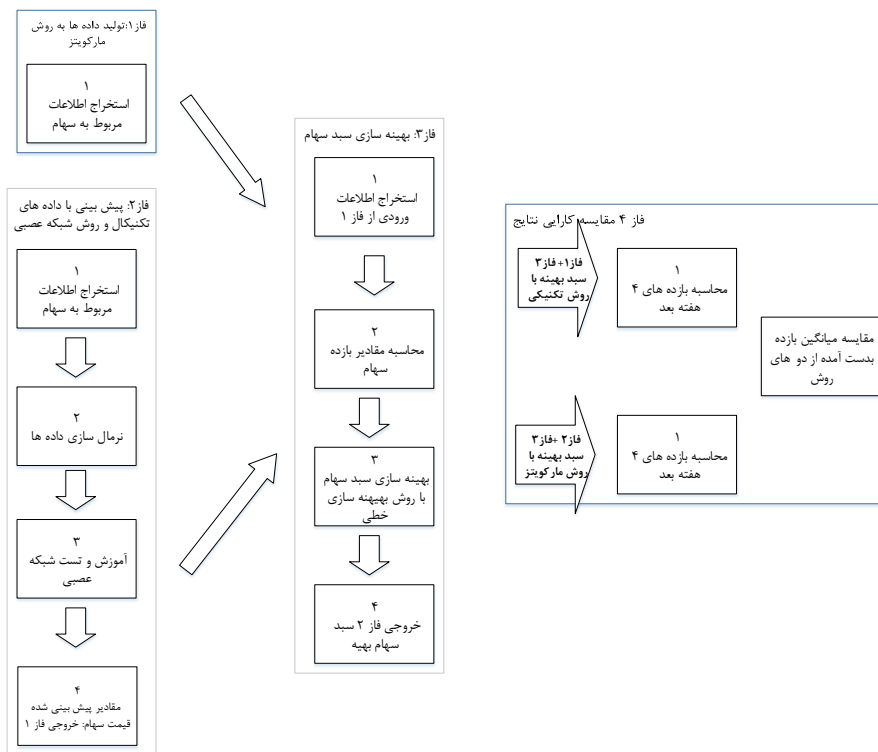 فاز۱:تولید داده ها به روش
مارکویتز
۱
استخراج اطلاعات
مربوط به سهام
فاز۲: پیش بینی با داده های
تکنیکال و روش شبکه عصبی
۱
استخراج اطلاعات
مربوط به سهام
۲
نرمال سازی داده ها
۳
آموزش و تست شبکه
عصبی
۴
مقادیر پیش بینی شده
قیمت سهام: خروجی فاز ۱
فاز۳: بهینه سازی سبد سهام
۱
استخراج اطلاعات
ورودی از فاز ۱
۲
محاسبه مقادیر بازده
سهام
۳
بهینه سازی سبد سهام
با روش بهیهنه سازی
خطی
۴
خروجی فاز ۲ سبد
سهام بهیه
فاز ۴ مقایسه کارایی نتایج
فاز۱+فاز۳
سبد بهینه با
روش تکنیکی
۱
محاسبه بازده های ۴
هفته بعد
فاز۲ +فاز۳
سبد بهینه با
روش مارکویتز
۱
محاسبه بازده های ۴
هفته بعد
مقایسه میانگین بازده
بدست آمده از دو های
روش